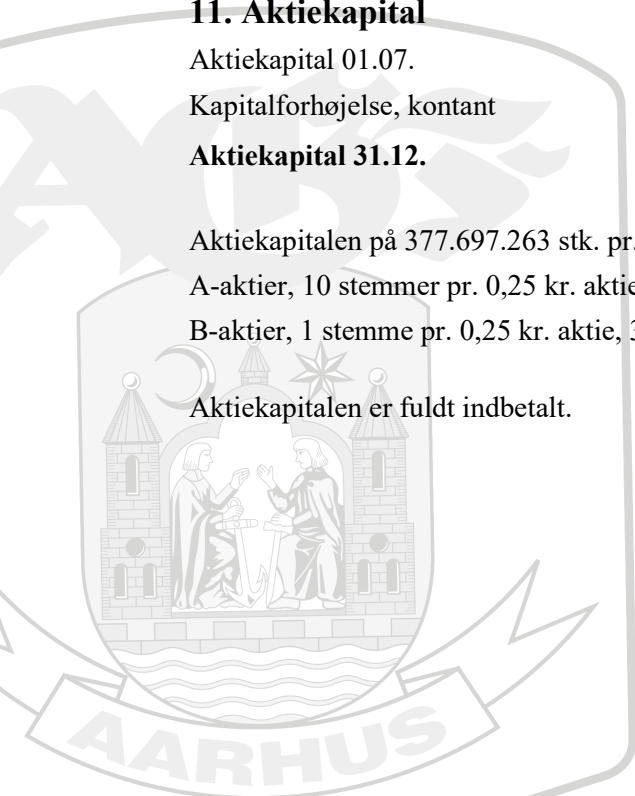 11. Aktiekapital
Aktiekapital 01.07.
Kapitalforhøjelse, kontant
Aktiekapital 31.12.
Aktiekapitalen på 377.697.263 stk. pr.
A-aktier, 10 stemmer pr. 0,25 kr. aktie
B-aktier, 1 stemme pr. 0,25 kr. aktie, 3
Aktiekapitalen er fuldt indbetalt.
AGF
AARHUS